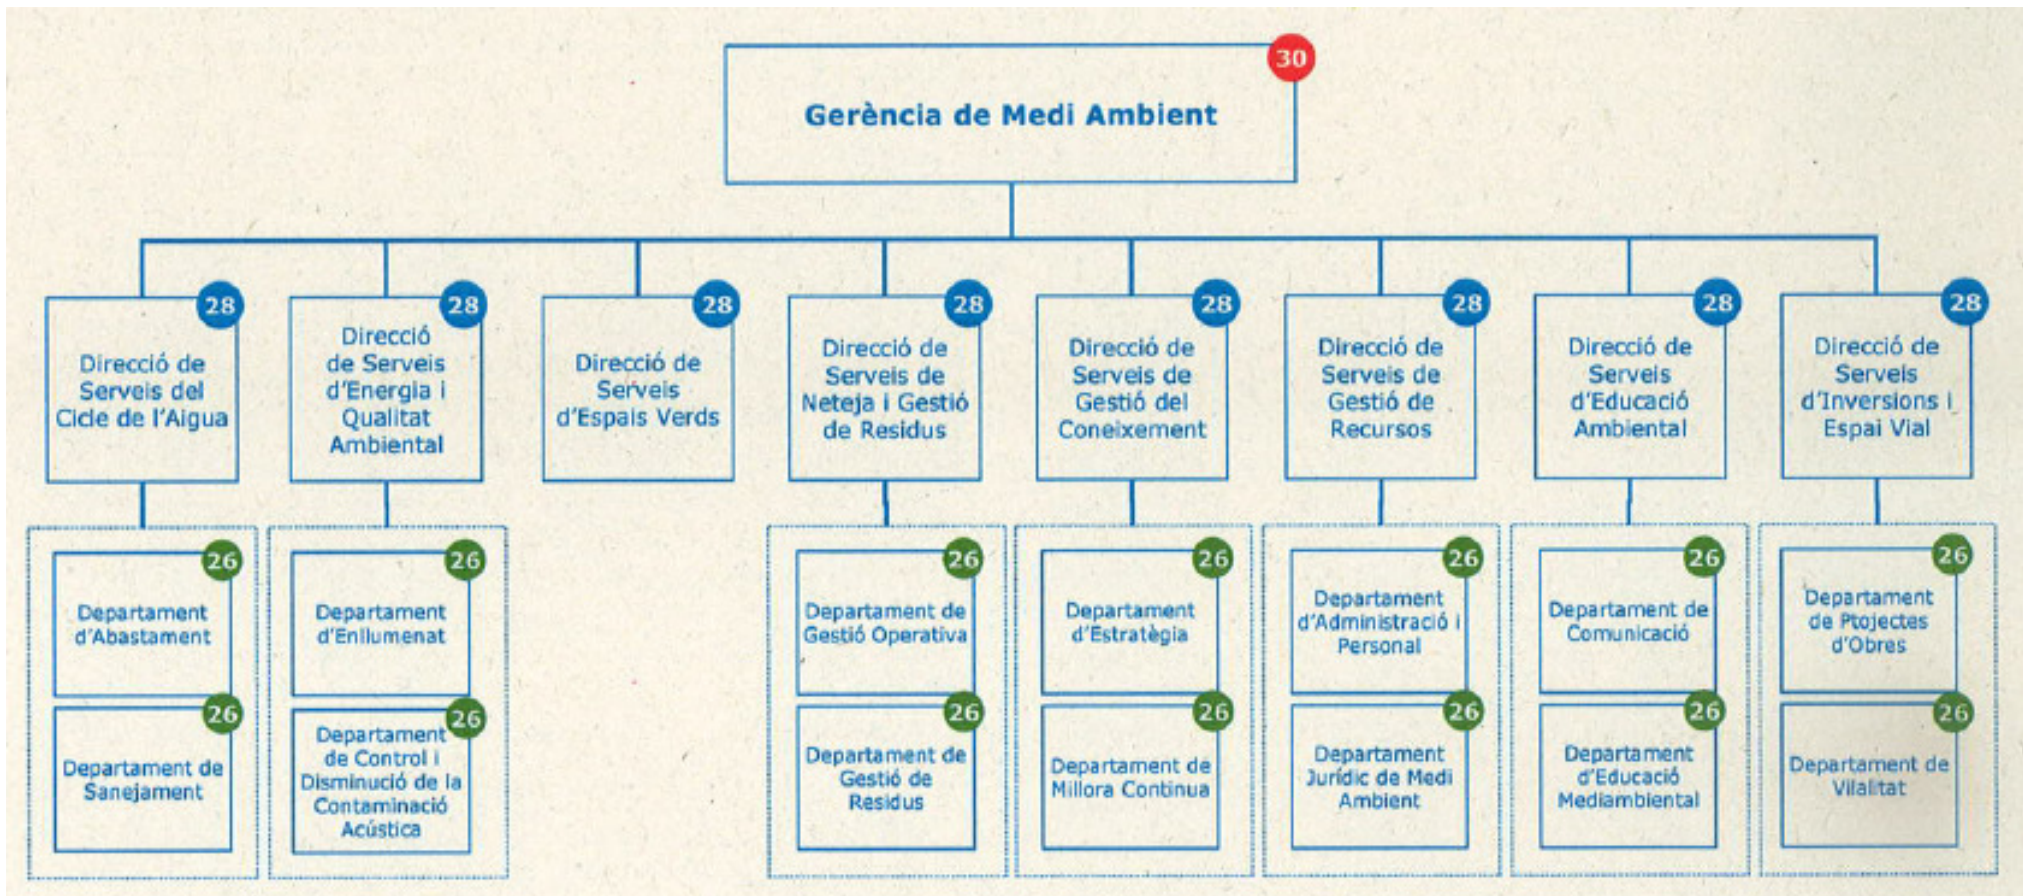 30
Gerència de Medi Ambient
28
Direcció de
Serveis del
Cicle de l'Aigua
28
Direcció
de Serveis
d'Energia i
Qualitat
Ambiental
28
Direcció de
Serveis
d'Espais Verds
28
Direcció de
Serveis de
Neteja i Gestió
de Residus
28
Direcció de
Serveis de
Gestió del
Coneixement
28
Direcció de
Serveis de
Gestió de
Recursos
28
Direcció de
Serveis
d'Educació
Ambiental
28
Direcció de
Serveis
d'Inversions i
Espai Vial
26
Departament
d'Abastament
26
Departament de
Sanejament
26
Departament
d'Enllumenat
26
Departament
de Control i
Disminució de la
Contaminació
Acústica
26
Departament de
Gestió Operativa
26
Departament de
Gestió de
Residus
26
Departament
d'Estratègia
26
Departament de
Millora Continua
26
Departament
d'Administració i
Personal
26
Departament
Jurídic de Medi
Ambient
26
Departament de
Comunicació
26
Departament
d'Educació
Mediambiental
26
Departament
de Ptojectes
d'Obres
26
Departament de
Vilalitat